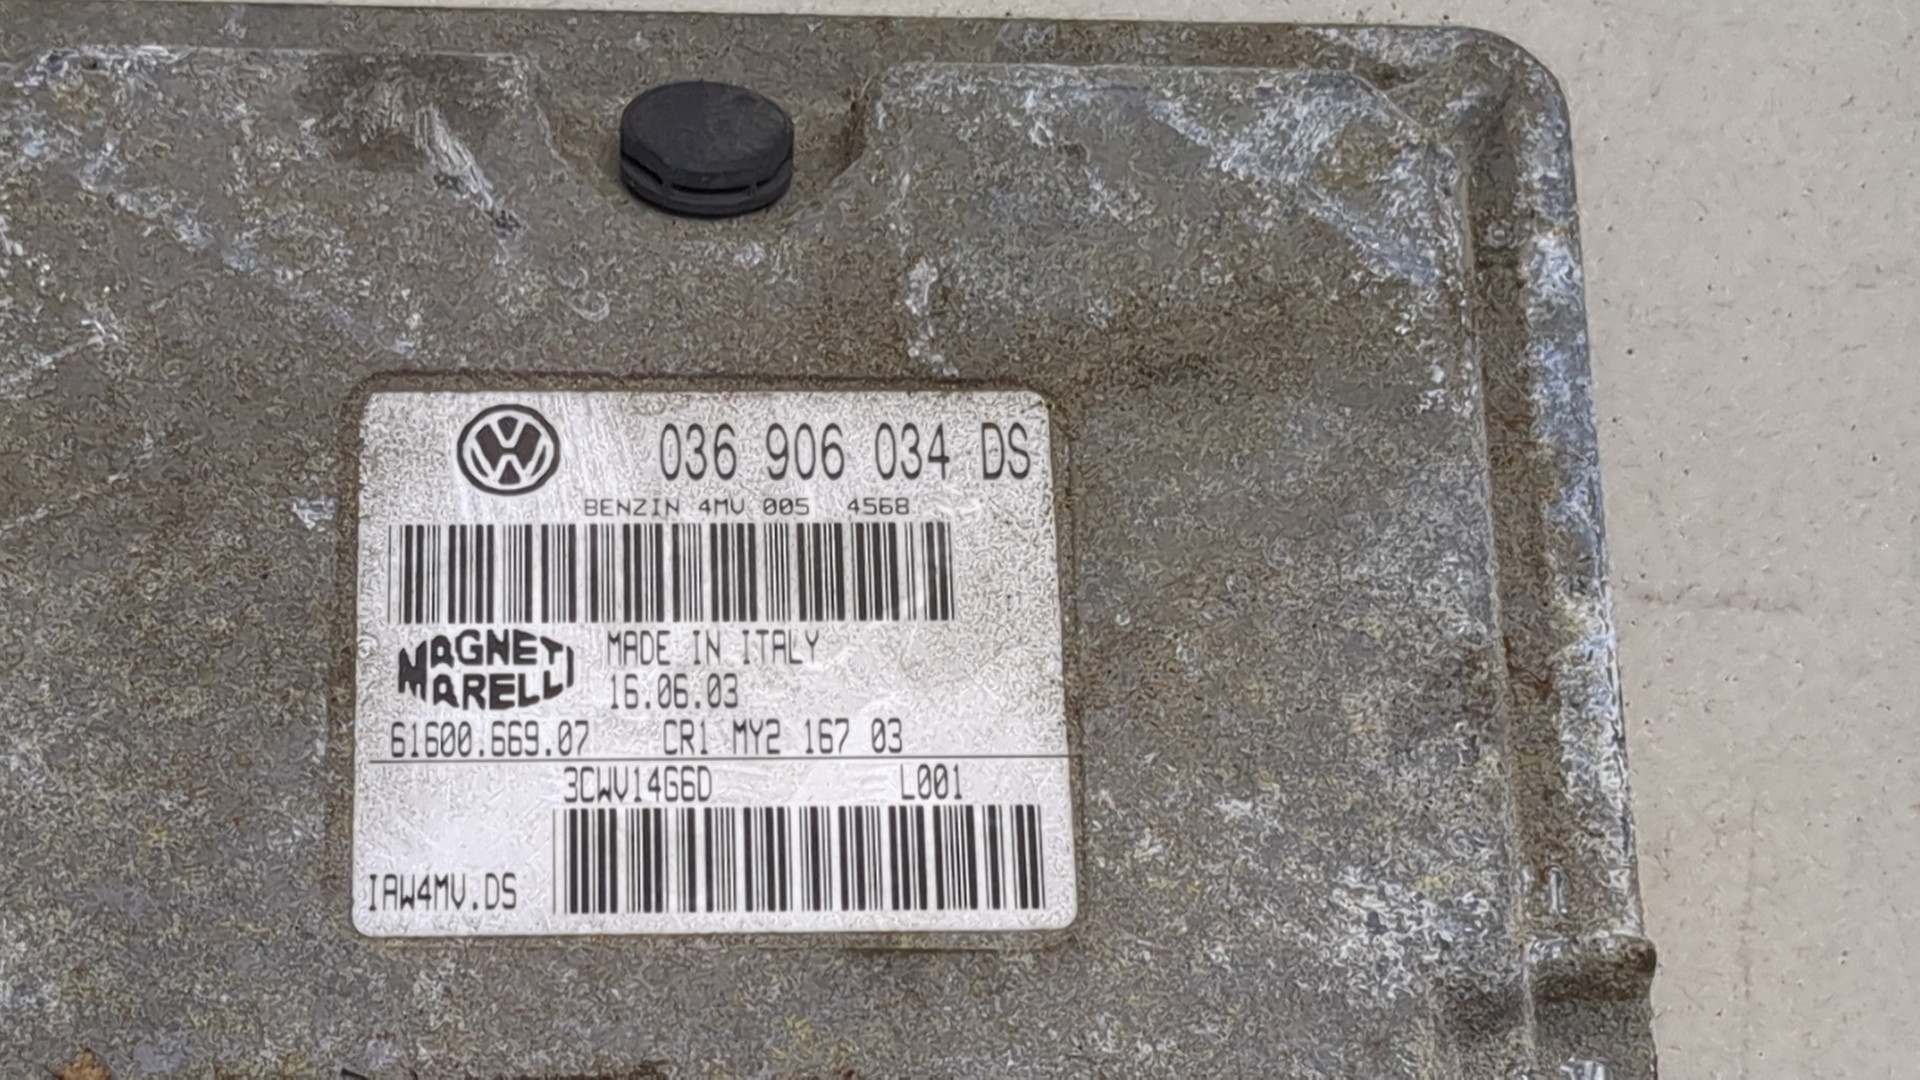 036 906 034 DS
BENZIN 4MV 005 4568
MAGNETI MARELLI
MADE IN ITALY
16.06.03
61600.669.07 CR1 MY2 167 03
3CWV14G6D L001
IAW4MV.DS